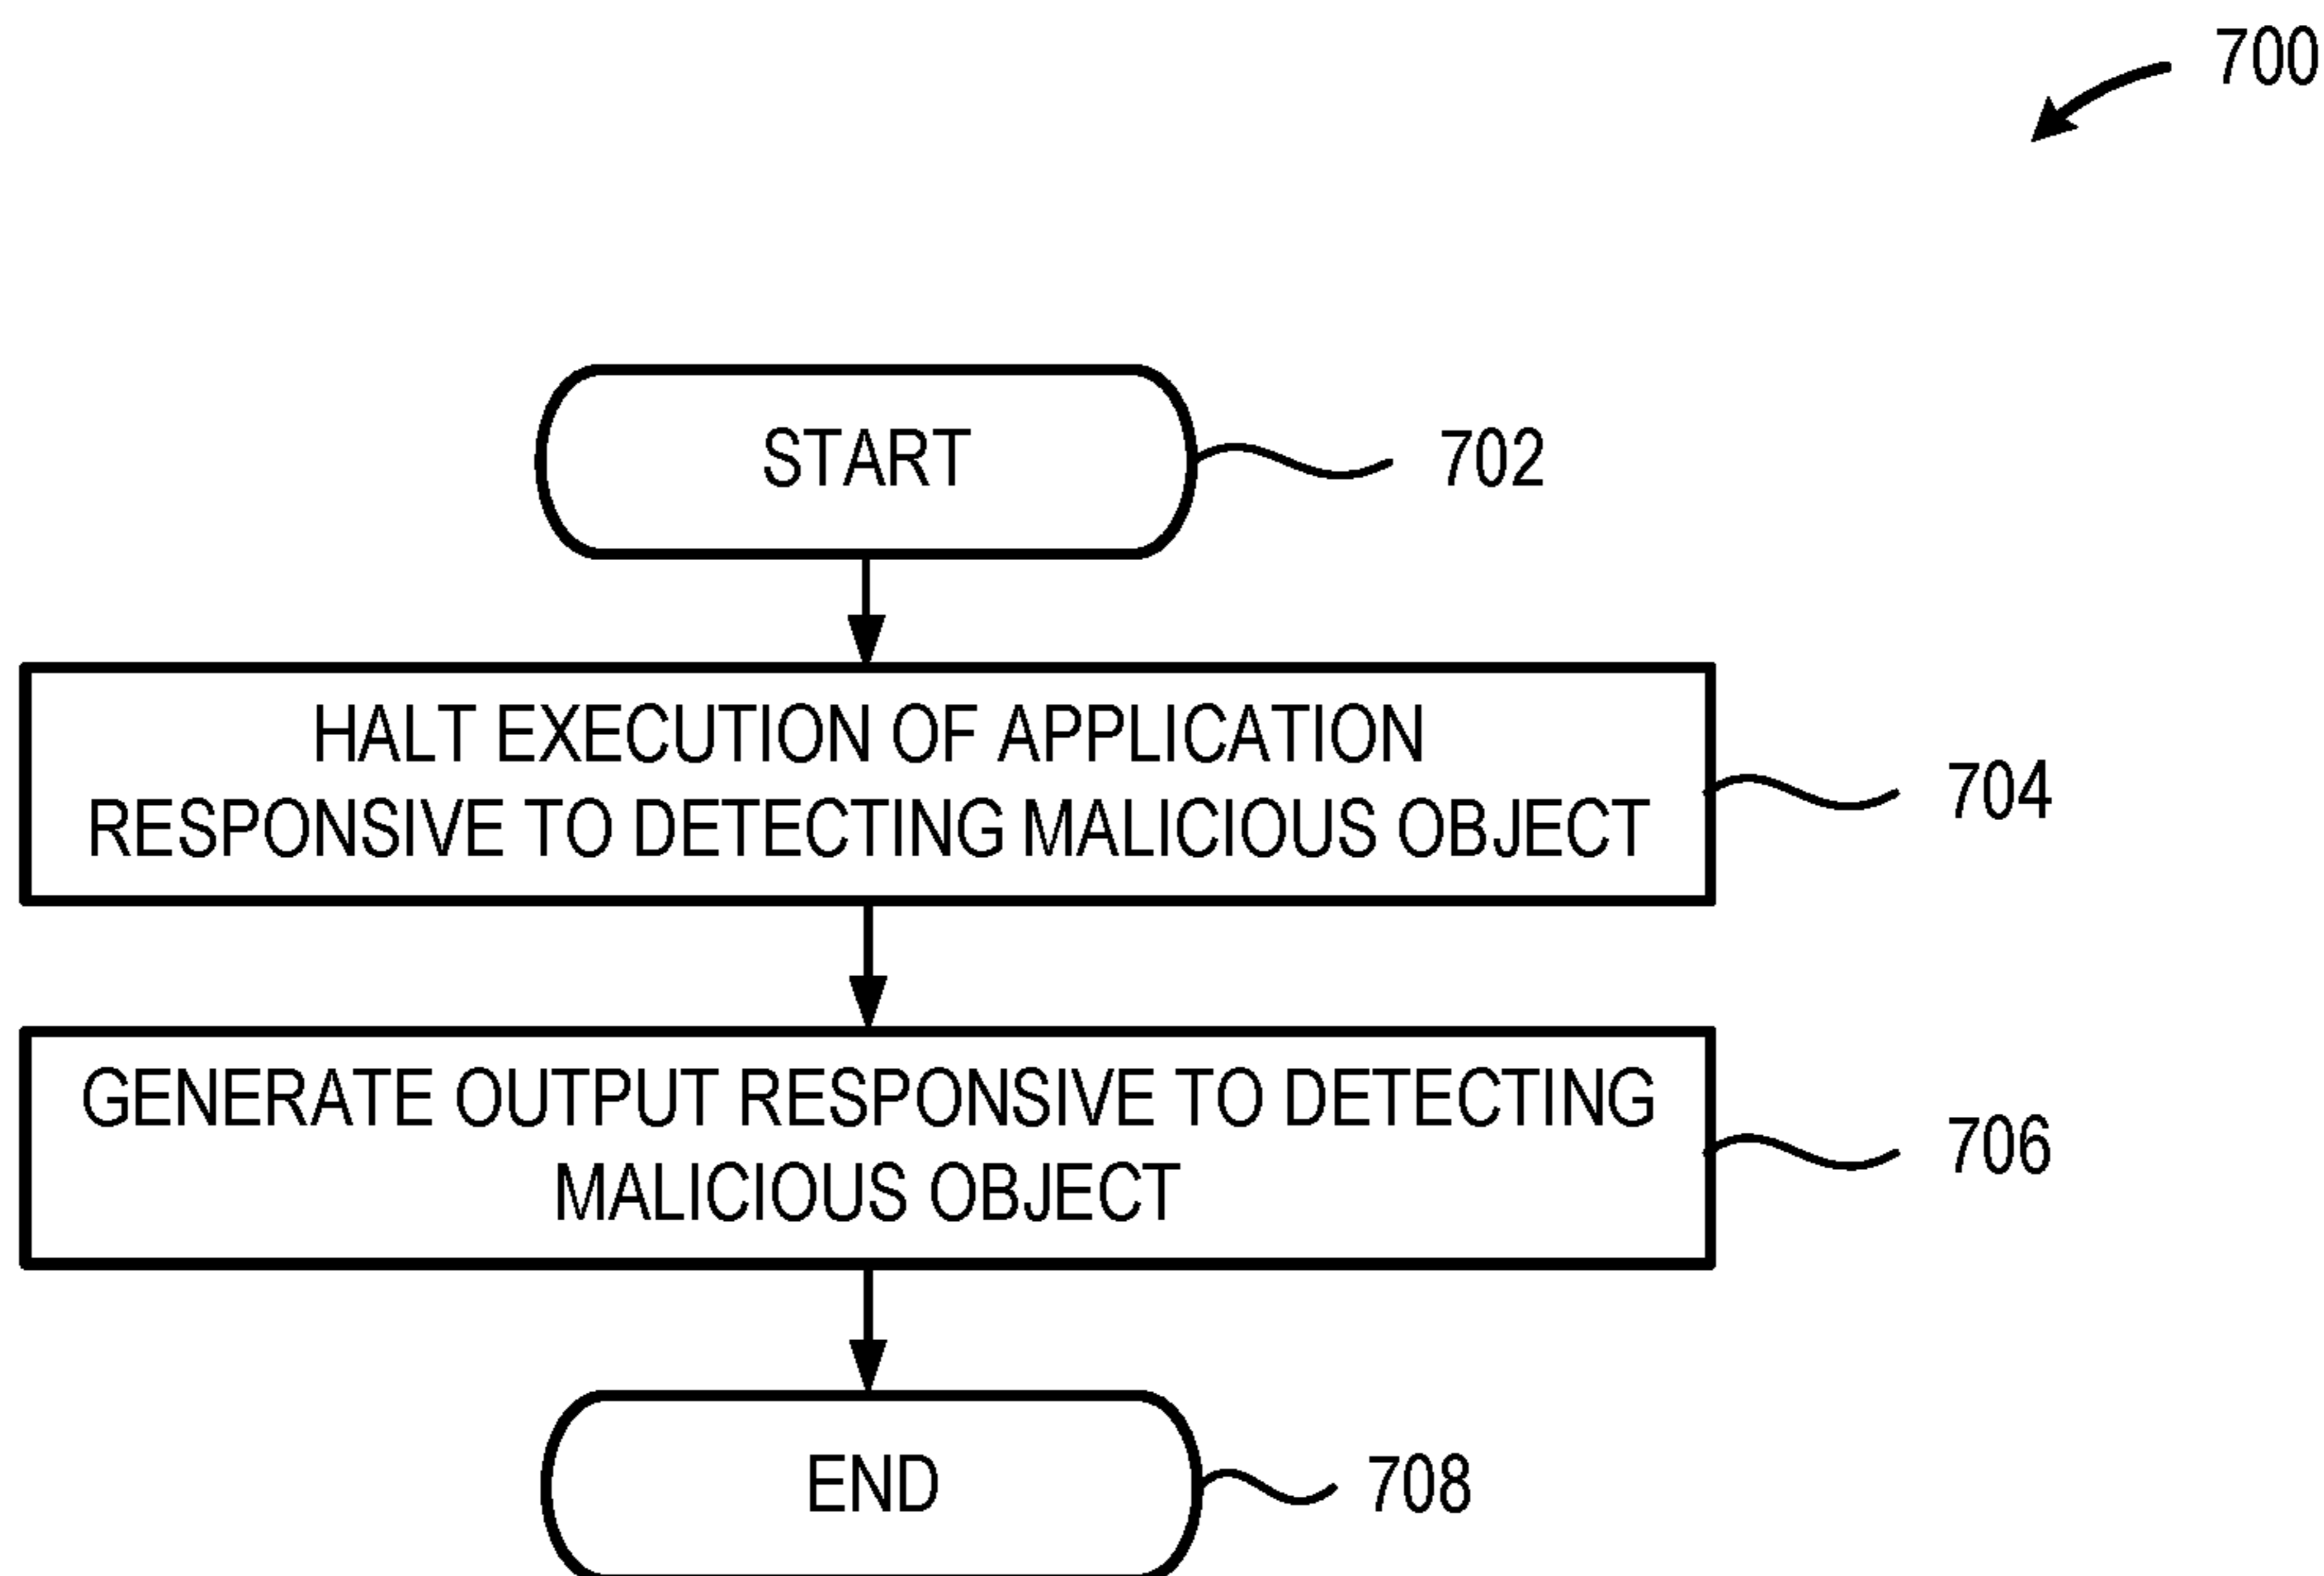 700
START
702
HALT EXECUTION OF APPLICATION
RESPONSIVE TO DETECTING MALICIOUS OBJECT
704
GENERATE OUTPUT RESPONSIVE TO DETECTING
MALICIOUS OBJECT
706
END
708